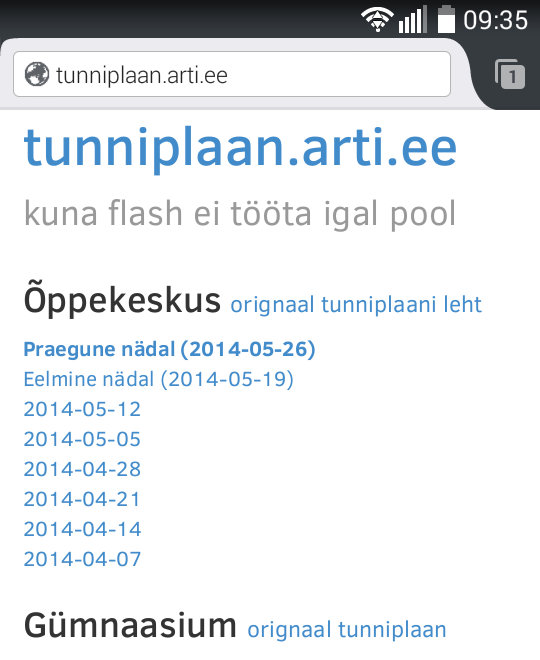 09:35
tunniplaan.arti.ee
1
tunniplaan.arti.ee
kuna flash ei tööta igal pool
Õppekeskus orignaal tunniplaani leht
Praegune nädal (2014-05-26)
Eelmine nädal (2014-05-19)
2014-05-12
2014-05-05
2014-04-28
2014-04-21
2014-04-14
2014-04-07
Gümnaasium orignaal tunniplaan